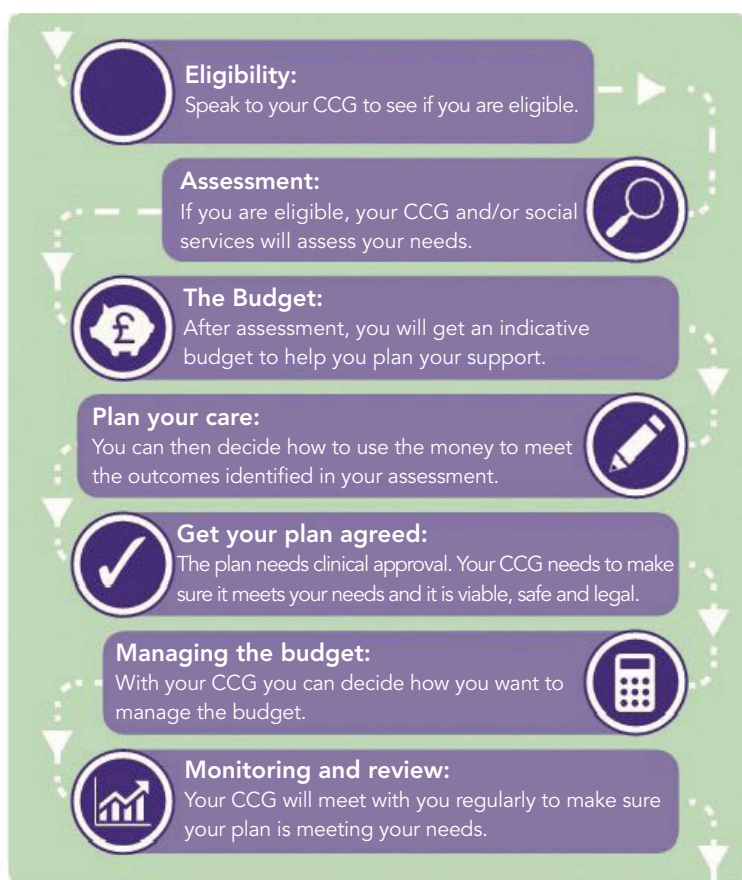 Eligibility:
Speak to your CCG to see if you are eligible.
Assessment:
If you are eligible, your CCG and/or social
services will assess your needs.
The Budget:
£
After assessment, you will get an indicative
budget to help you plan your support.
Plan your care:
You can then decide how to use the money to meet
the outcomes identified in your assessment.
Get your plan agreed:
The plan needs clinical approval. Your CCG needs to make
sure it meets your needs and it is viable, safe and legal.
Managing the budget:
With your CCG you can decide how you want to
manage the budget.
Monitoring and review:
Your CCG will meet with you regularly to make sure
your plan is meeting your needs.